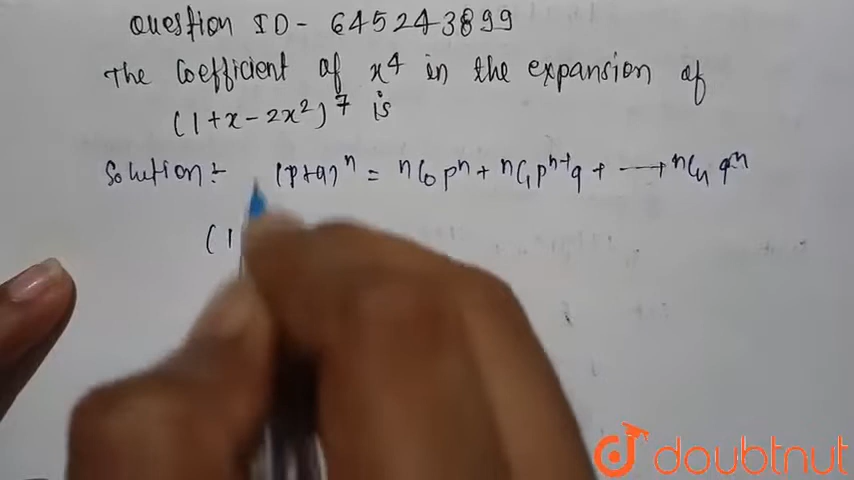 Question ID - 645243899
The Coefficient of x⁴ in the expansion of
(1+x-2x²)⁷ is
Solution:- (p+q)ⁿ = ⁿC₀ pⁿ + ⁿC₁ pⁿ⁻¹q + ⟶ ⁿCₙ qⁿ
(1
doubtnut